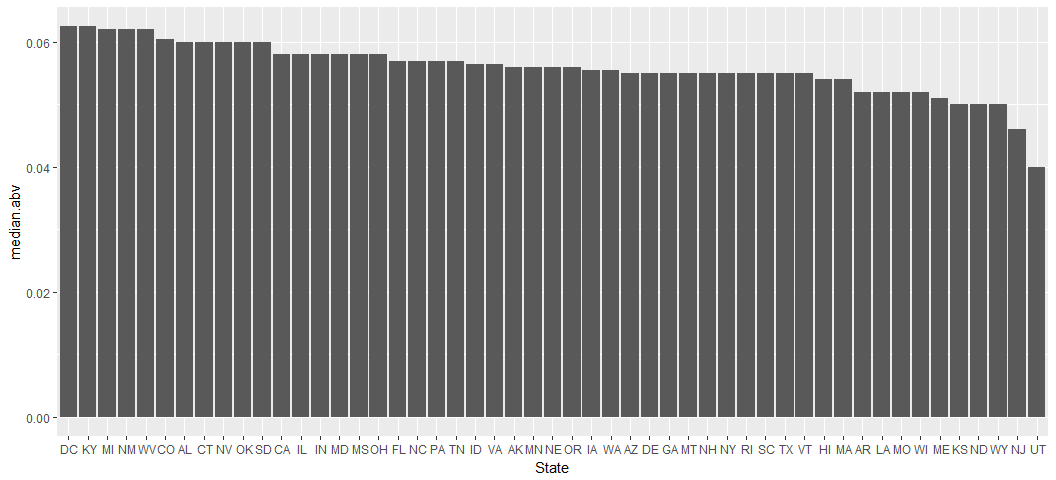 0.06
0.04
0.02
0.00
median.abv
DC KY MI NM WV CO AL CT NV OK SD CA IL IN MD MS OH FL NC PA TN ID VA AK MN NE OR IA WA AZ DE GA MT NH NY RI SC TX VT HI MA AR LA MO WI ME KS ND WY NJ UT
State